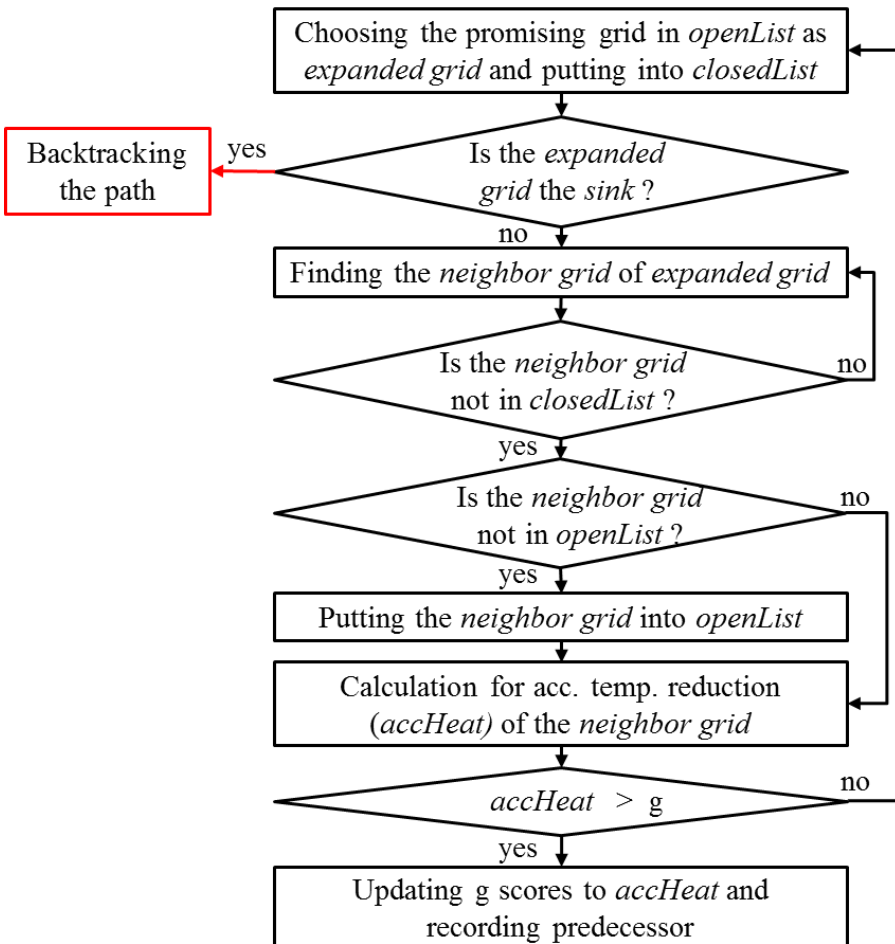 Choosing the promising grid in openList as
expanded grid and putting into closedList
Backtracking
the path
yes
Is the expanded
grid the sink ?
no
Finding the neighbor grid of expanded grid
Is the neighbor grid
not in closedList ?
no
yes
Is the neighbor grid
not in openList ?
no
yes
Putting the neighbor grid into openList
Calculation for acc. temp. reduction
(accHeat) of the neighbor grid
accHeat > g
no
yes
Updating g scores to accHeat and
recording predecessor